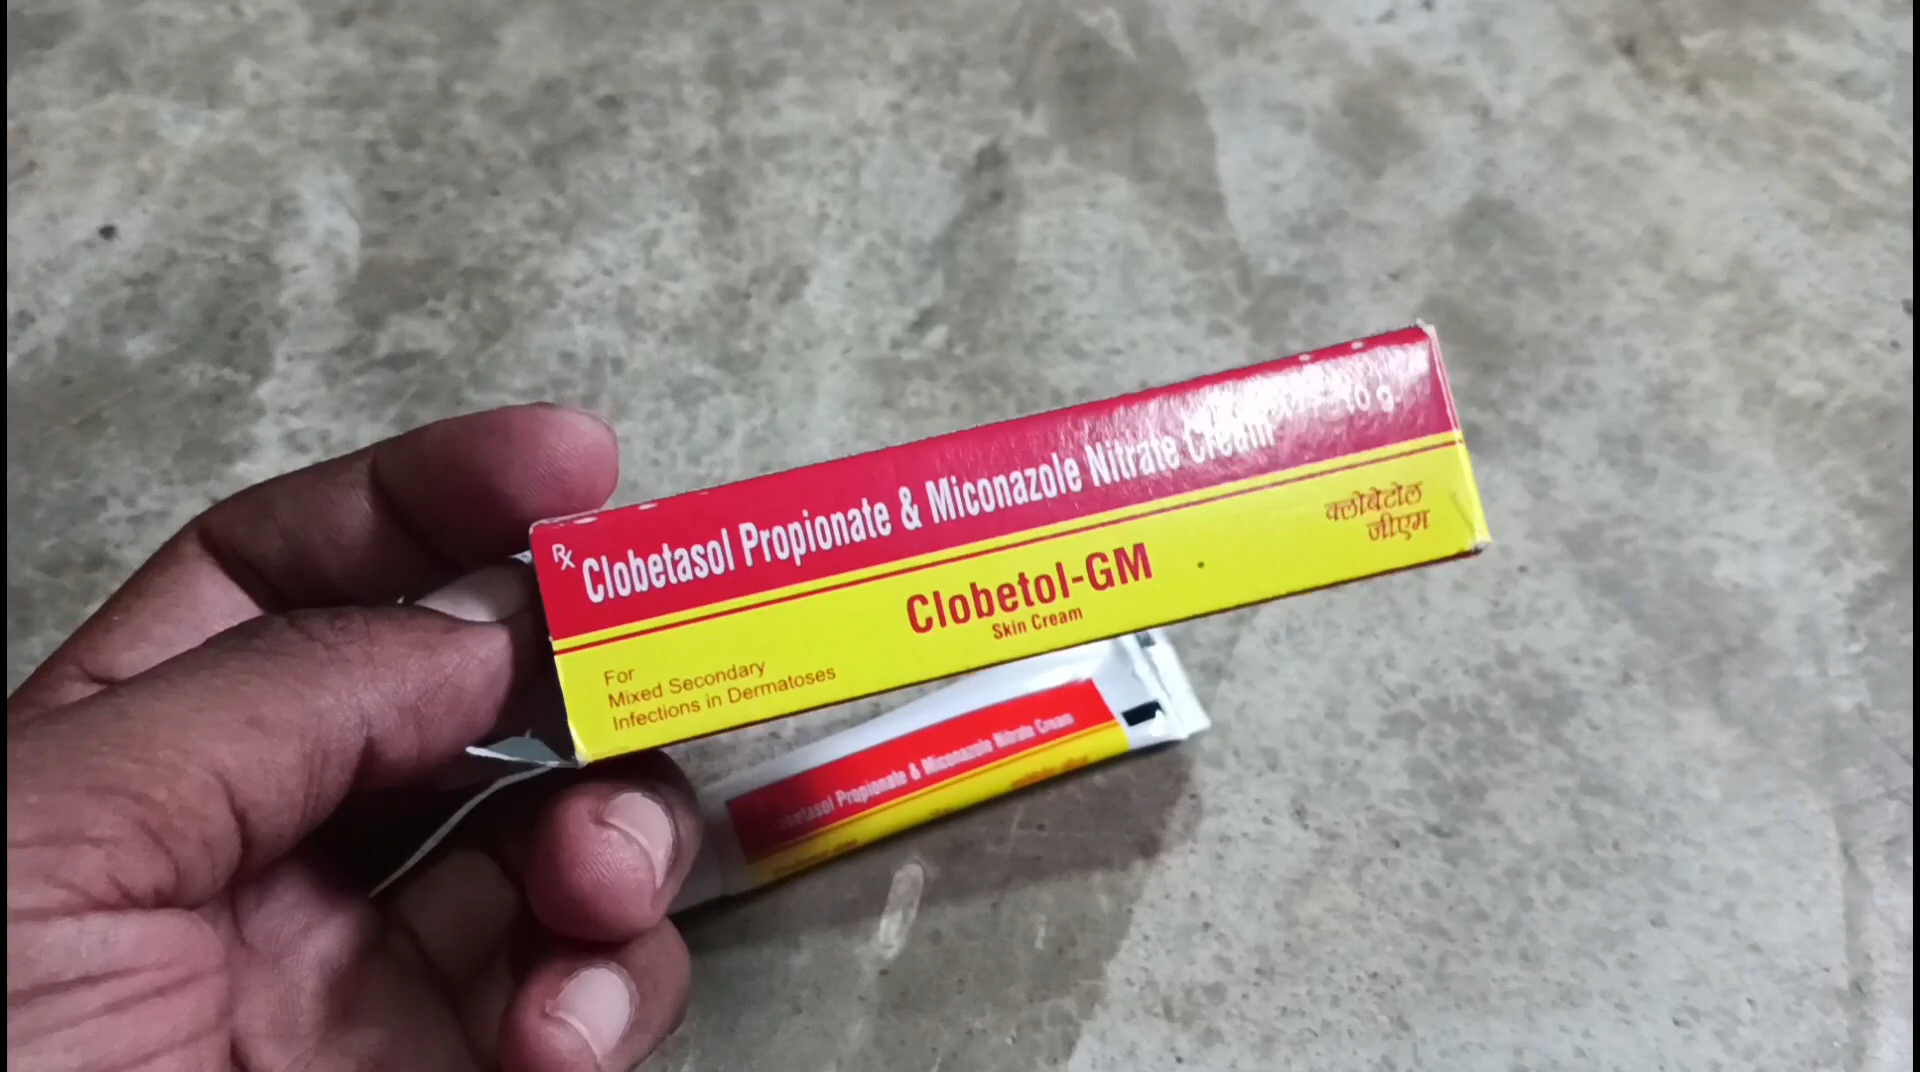 Rx Clobetasol Propionate & Miconazole Nitrate Cream
10 g.
Clobetol-GM
Skin Cream
क्लोबेटोल
जीएम
For
Mixed Secondary
Infections in Dermatoses
Propionate & Miconazole Nitrate Cream